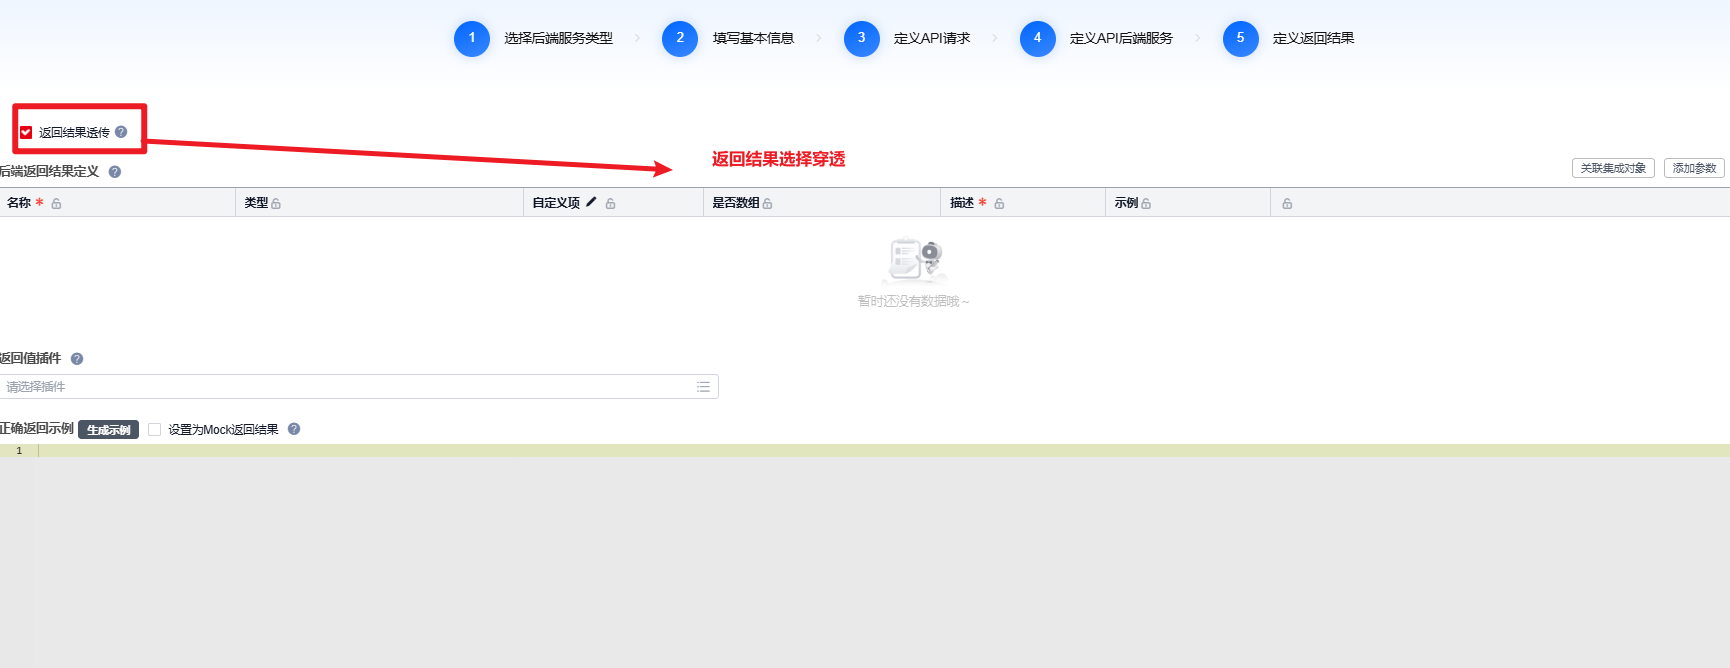 1 选择后端服务类型 2 填写基本信息 3 定义API请求 4 定义API后端服务 5 定义返回结果
返回结果透传 ?
返回结果选择穿透
后端返回结果定义 ? 关联集成对象 添加参数
名称 * 类型 自定义项 是否数组 描述 * 示例
暂时还没有数据哦～
返回值插件 ?
请选择插件
正确返回示例 生成示例 设置为Mock返回结果 ?
1